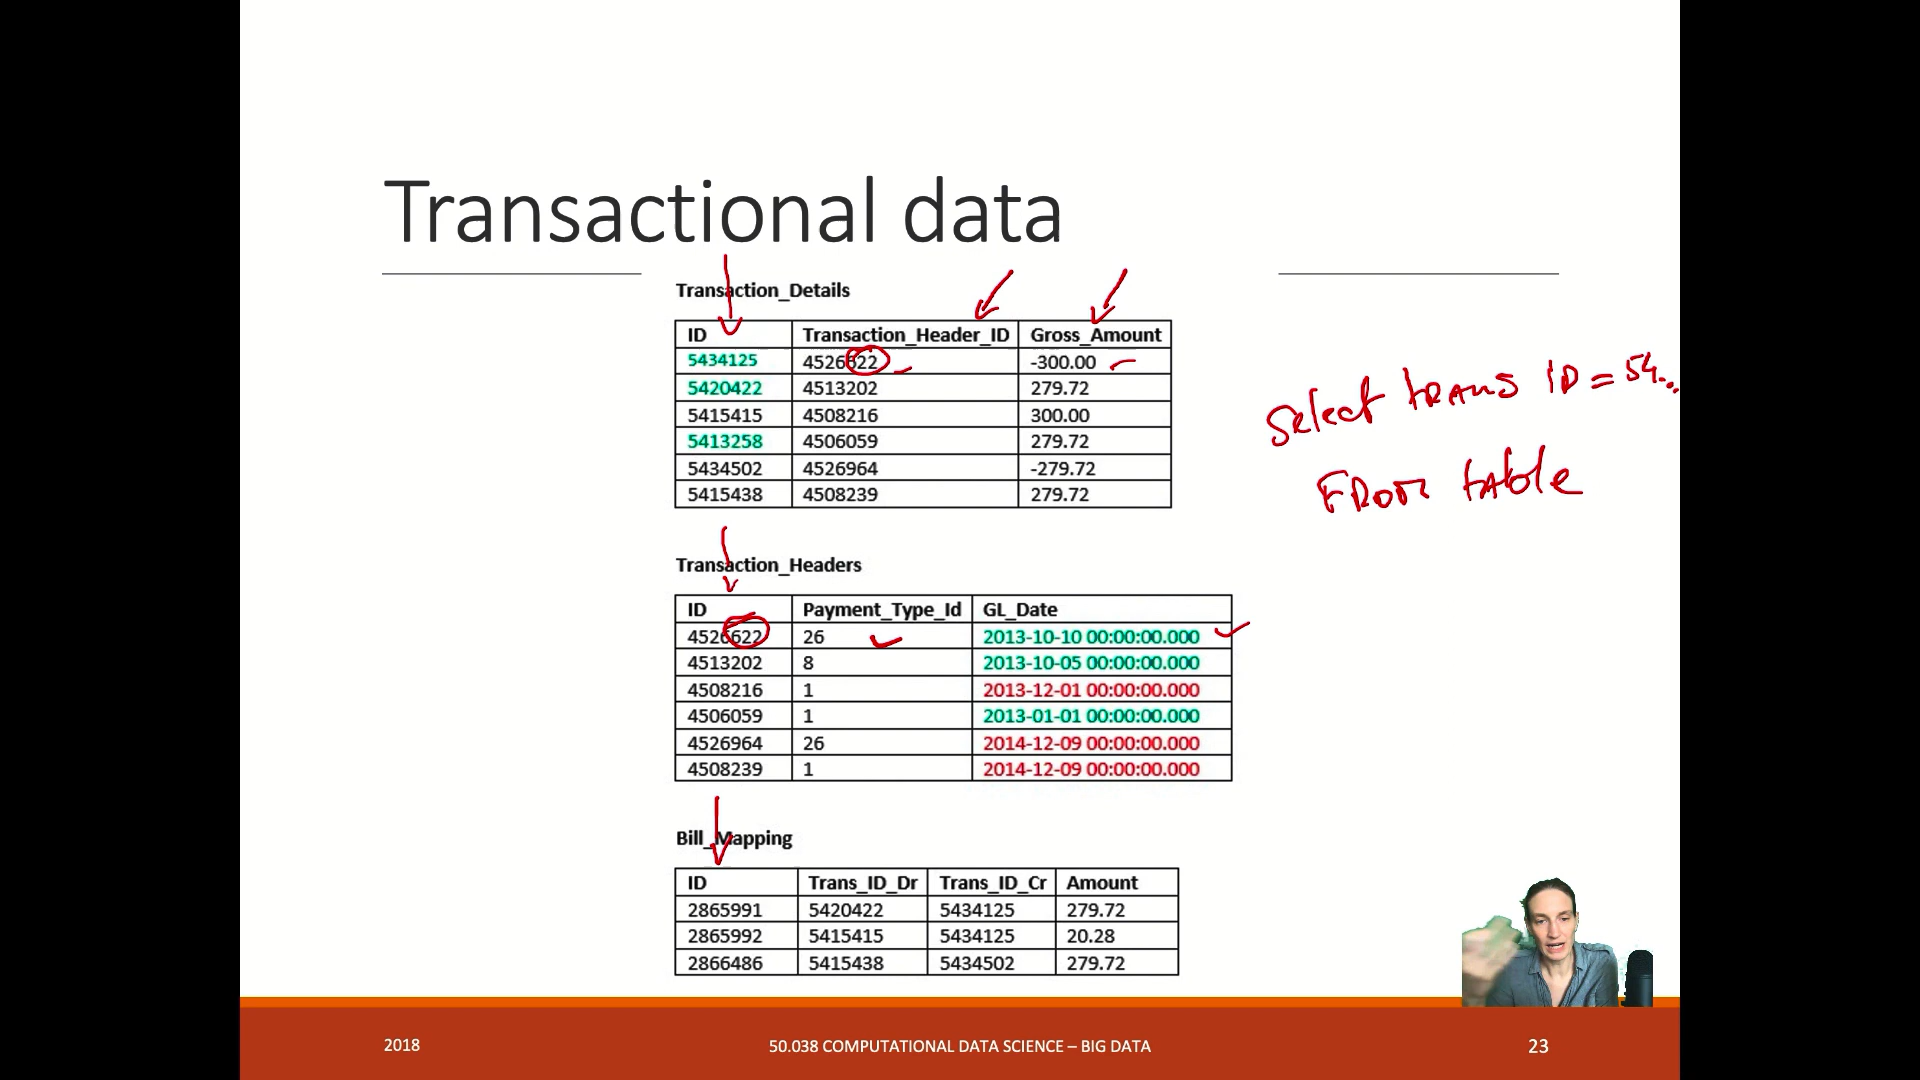 Transactional data
Transaction_Details
ID Transaction_Header_ID Gross_Amount
5434125 4526622 -300.00
5420422 4513202 279.72
5415415 4508216 300.00
5413258 4506059 279.72
5434502 4526964 -279.72
5415438 4508239 279.72
Select trans ID = 54...
From table
Transaction_Headers
ID Payment_Type_Id GL_Date
4526622 26 2013-10-10 00:00:00.000
4513202 8 2013-10-05 00:00:00.000
4508216 1 2013-12-01 00:00:00.000
4506059 1 2013-01-01 00:00:00.000
4526964 26 2014-12-09 00:00:00.000
4508239 1 2014-12-09 00:00:00.000
Bill_Mapping
ID Trans_ID_Dr Trans_ID_Cr Amount
2865991 5420422 5434125 279.72
2865992 5415415 5434125 20.28
2866486 5415438 5434502 279.72
2018 50.038 COMPUTATIONAL DATA SCIENCE – BIG DATA 23